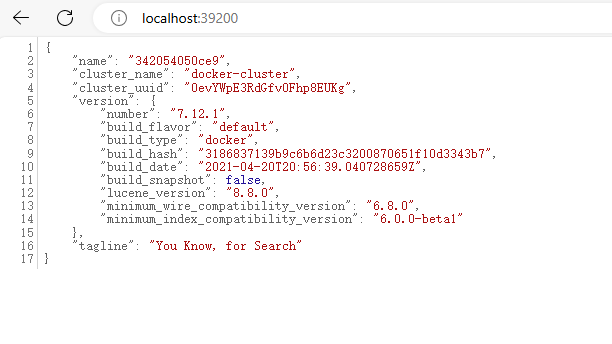 localhost:39200
1 {
2 "name": "342054050ce9",
3 "cluster_name": "docker-cluster",
4 "cluster_uuid": "0evYWpE3RdGfvOFhp8EUKg",
5 "version": {
6 "number": "7.12.1",
7 "build_flavor": "default",
8 "build_type": "docker",
9 "build_hash": "3186837139b9c6b6d23c3200870651f10d3343b7",
10 "build_date": "2021-04-20T20:56:39.040728659Z",
11 "build_snapshot": false,
12 "lucene_version": "8.8.0",
13 "minimum_wire_compatibility_version": "6.8.0",
14 "minimum_index_compatibility_version": "6.0.0-beta1"
15 },
16 "tagline": "You Know, for Search"
17 }